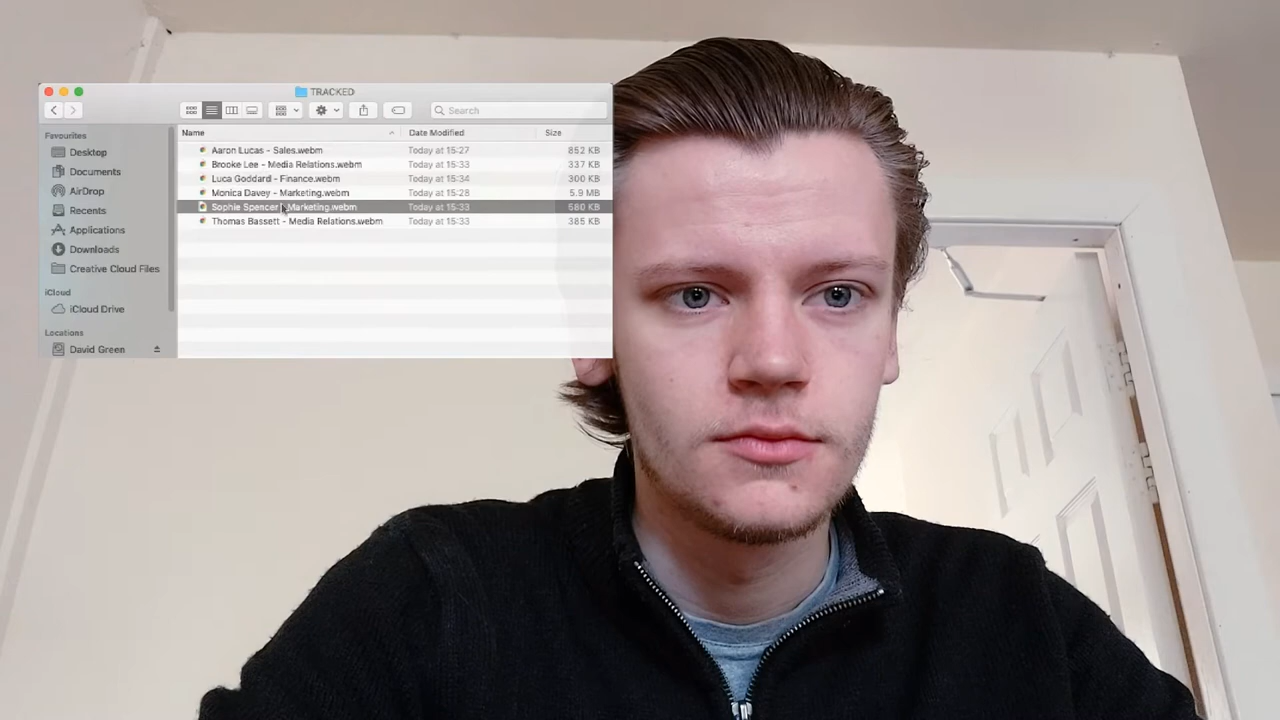 TRACKED
Search
Favourites
Desktop
Documents
AirDrop
Recents
Applications
Downloads
Creative Cloud Files
iCloud
iCloud Drive
Locations
David Green
Name Date Modified Size
Aaron Lucas - Sales.webm Today at 15:27 852 KB
Brooke Lee - Media Relations.webm Today at 15:33 337 KB
Luca Goddard - Finance.webm Today at 15:34 300 KB
Monica Davey - Marketing.webm Today at 15:28 5.9 MB
Sophie Spencer - Marketing.webm Today at 15:33 680 KB
Thomas Bassett - Media Relations.webm Today at 15:33 385 KB